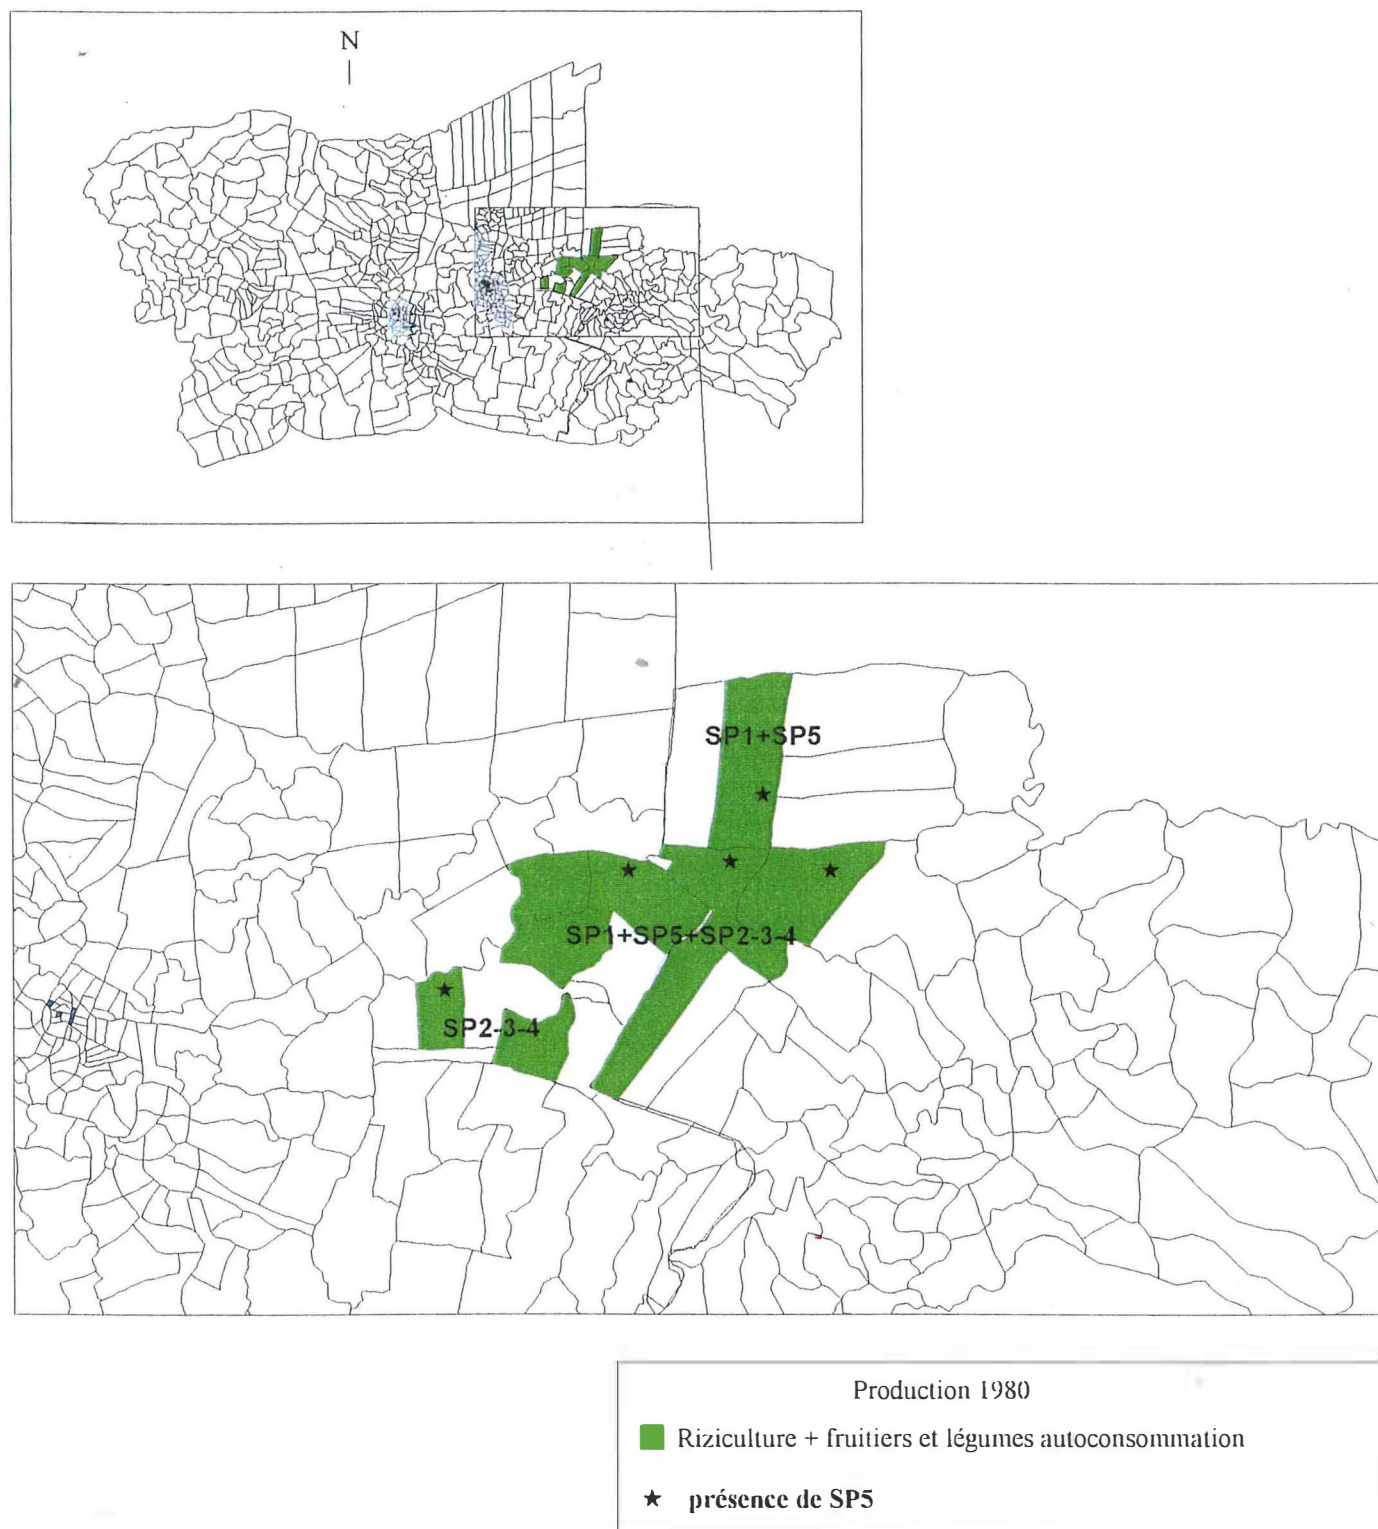 N
SP1+SP5
SP1+SP5+SP2-3-4
SP2-3-4
Production 1980
Riziculture + fruitiers et légumes autoconsommation
présence de SP5